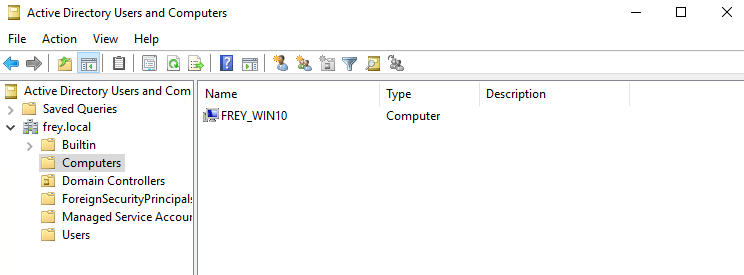 Active Directory Users and Computers
File Action View Help
Active Directory Users and Com
Saved Queries
frey.local
Builtin
Computers
Domain Controllers
ForeignSecurityPrincipals
Managed Service Accour
Users
Name Type Description
FREY_WIN10 Computer